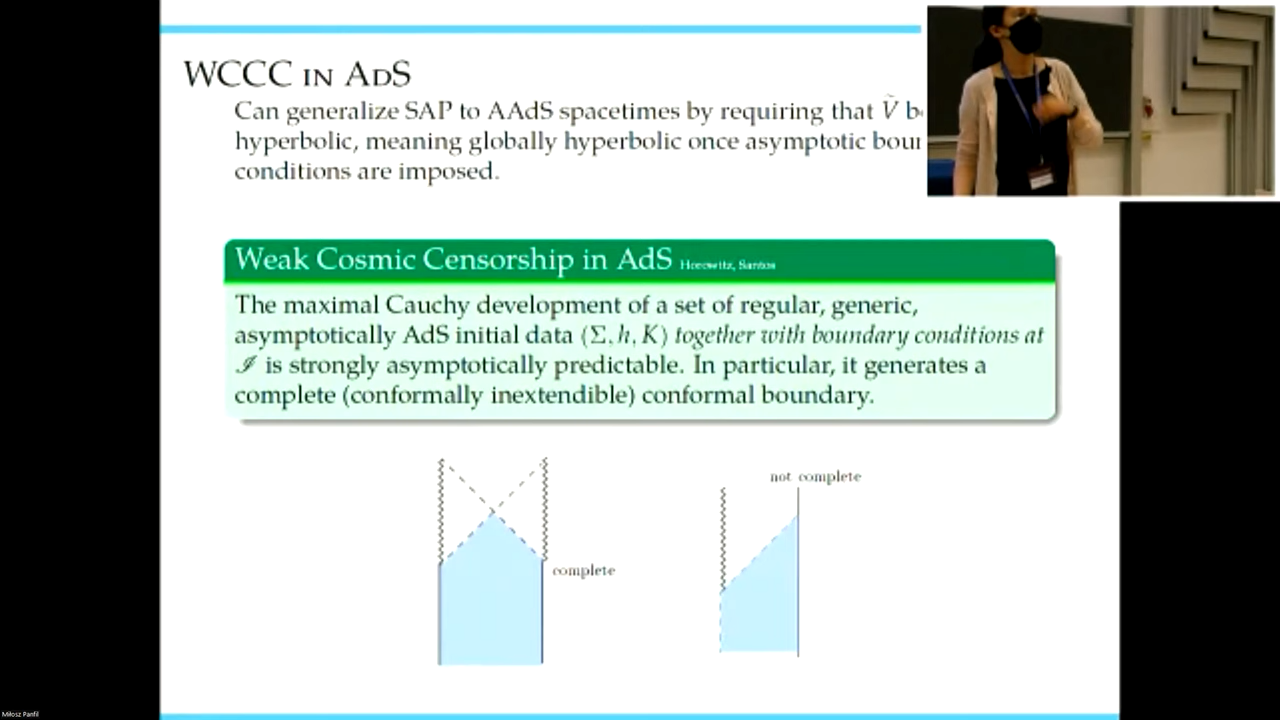 WCCC IN ADS
Can generalize SAP to AAdS spacetimes by requiring that Ṽ
hyperbolic, meaning globally hyperbolic once asymptotic
conditions are imposed.
Weak Cosmic Censorship in AdS Horowitz, Santos
The maximal Cauchy development of a set of regular, generic,
asymptotically AdS initial data (Σ, h, K) together with boundary conditions at
ℐ is strongly asymptotically predictable. In particular, it generates a
complete (conformally inextendible) conformal boundary.
not complete
complete
Miłosz Panfil